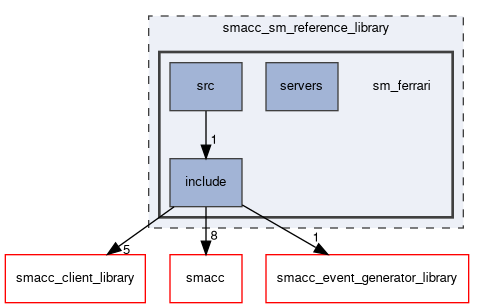 smacc_sm_reference_library
src
servers
sm_ferrari
1
include
5
8
1
smacc_client_library
smacc
smacc_event_generator_library